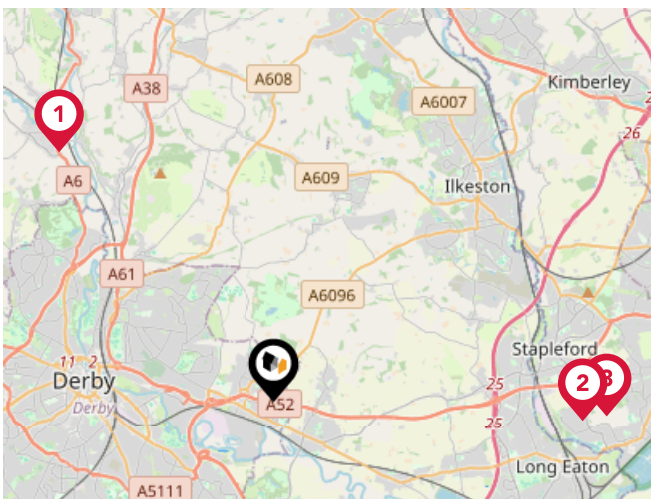 A608
A38
Kimberley
A6007
2
1
26
A609
A6
Ilkeston
A61
A6096
Stapleford
11 2
Derby
25
2
3
A52
Derby
25
Long Eaton
A5111